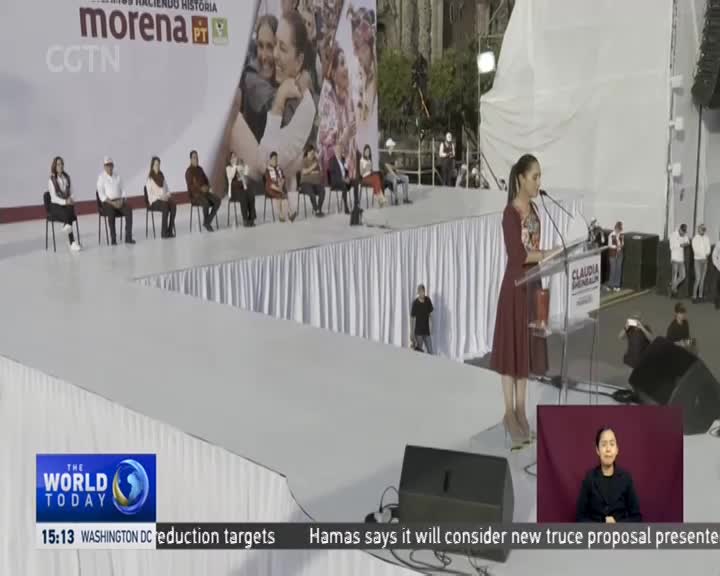 CGTN
HACIENDO HISTORIA
morena PT
CLAUDIA
SHEINBAUM
THE
WORLD
TODAY
15:13 WASHINGTON DC reduction targets Hamas says it will consider new truce proposal presente